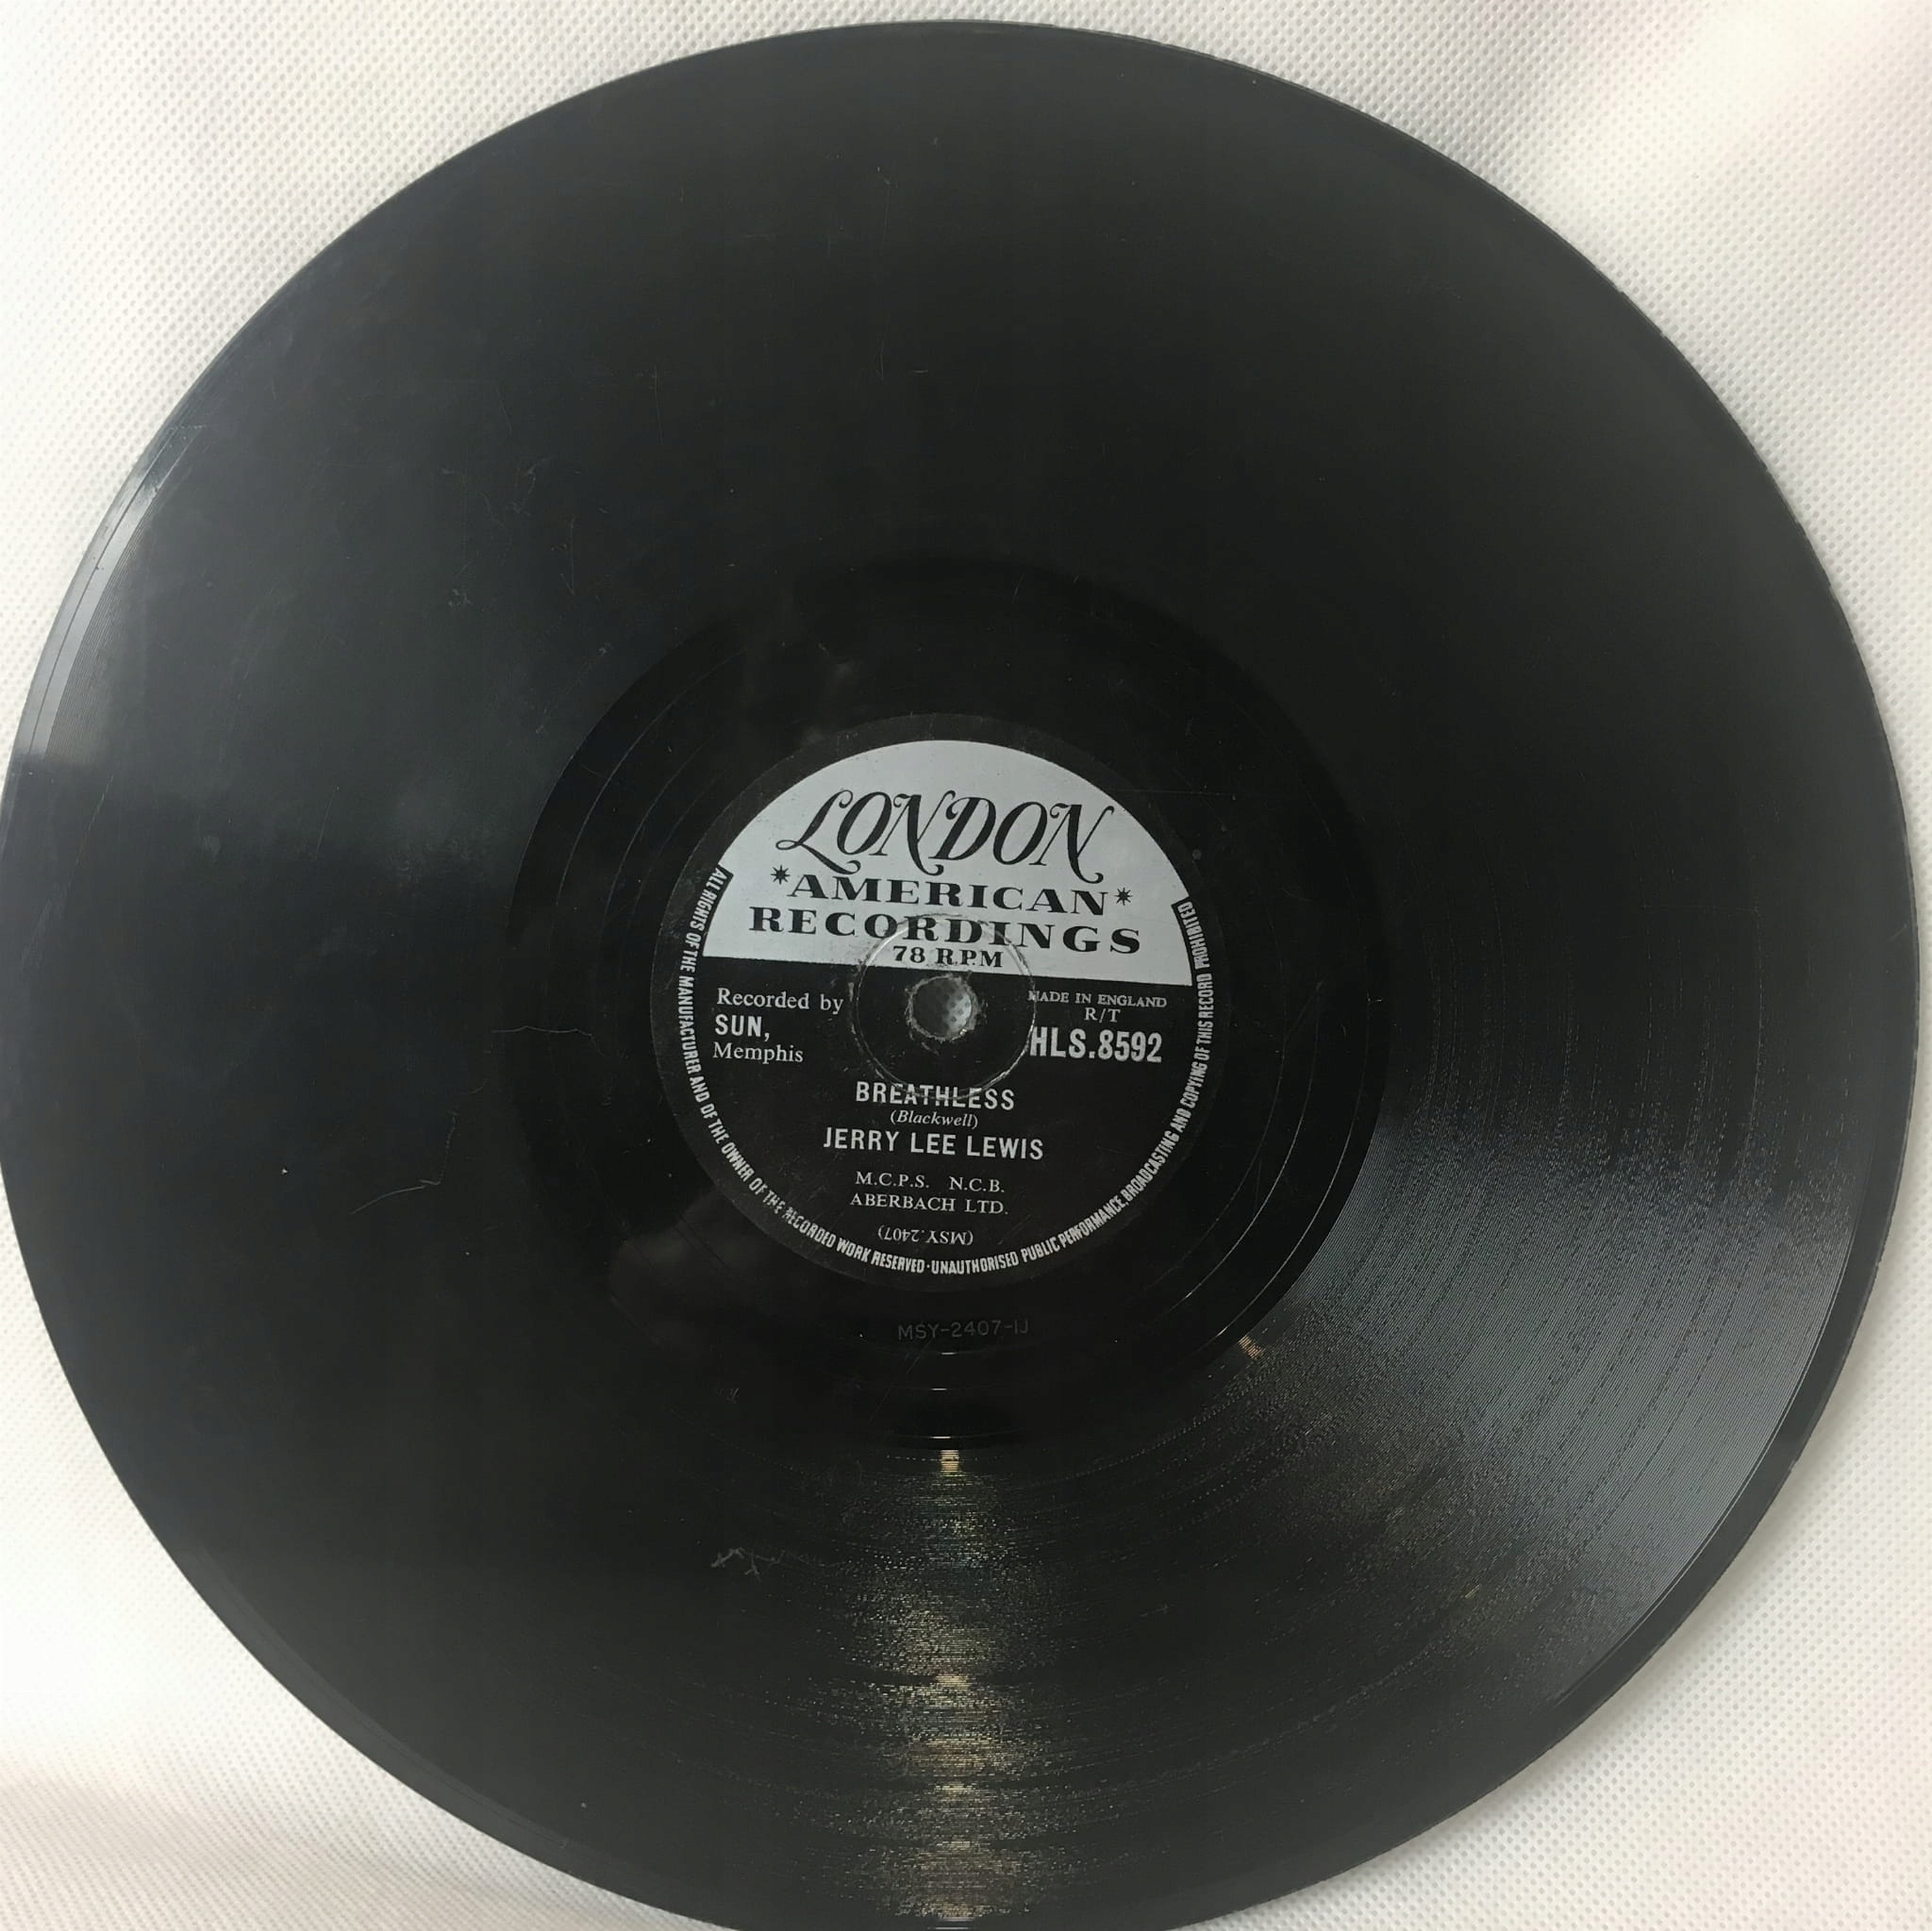 LONDON
*AMERICAN*
RECORDINGS
78 RPM
Recorded by
SUN,
Memphis
MADE IN ENGLAND
R/T
HLS.8592
BREATHLESS
(Blackwell)
JERRY LEE LEWIS
M.C.P.S. N.C.B.
ABERBACH LTD.
(MSY.2407)
ALL RIGHTS OF THE MANUFACTURER AND OF THE OWNER OF THE RECORDED WORK RESERVED·UNAUTHORISED PUBLIC PERFORMANCE, BROADCASTING AND COPYING OF THIS RECORD PROHIBITED
MSY-2407-1J